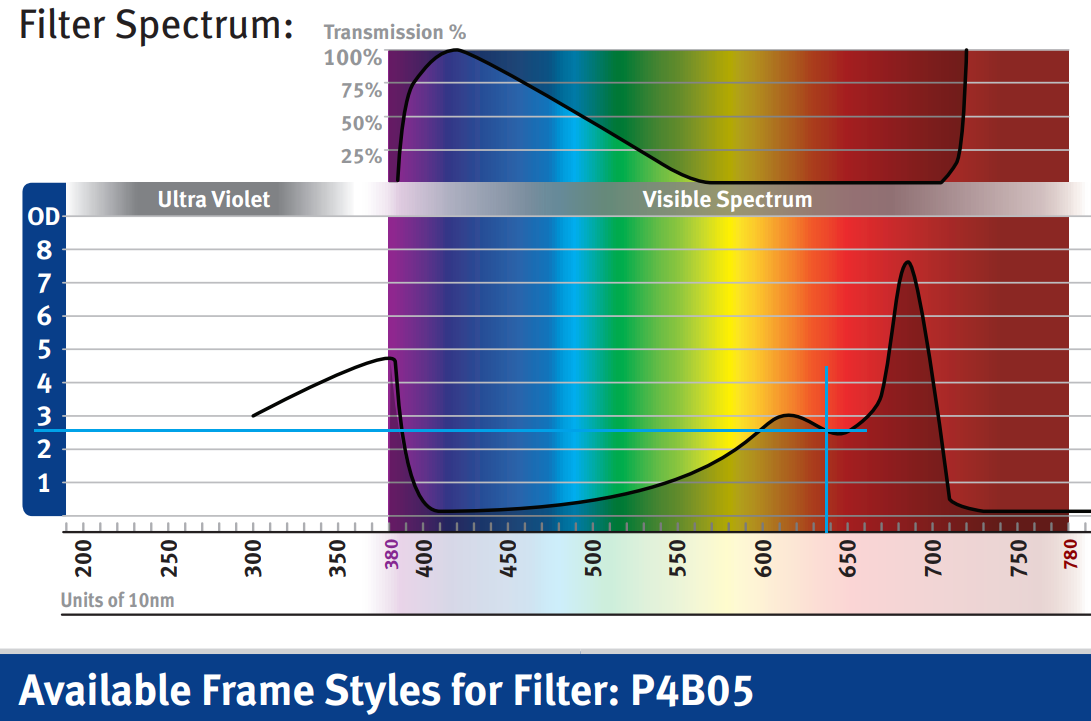 Filter Spectrum:
Transmission %
100%
75%
50%
25%
Ultra Violet
Visible Spectrum
OD
8
7
6
5
4
3
2
1
200 250 300 350 380 400 450 500 550 600 650 700 750 780
Units of 10nm
Available Frame Styles for Filter: P4B05